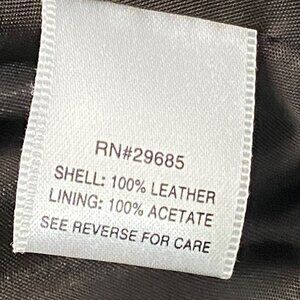 RN#29685
SHELL: 100% LEATHER
LINING: 100% ACETATE
SEE REVERSE FOR CARE